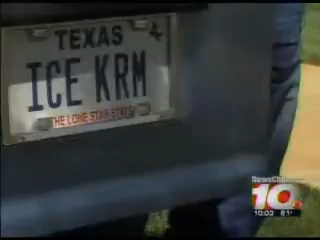 TEXAS
ICE KRM
THE LONE STAR STATE
NewsChannel
10
10:03 81°